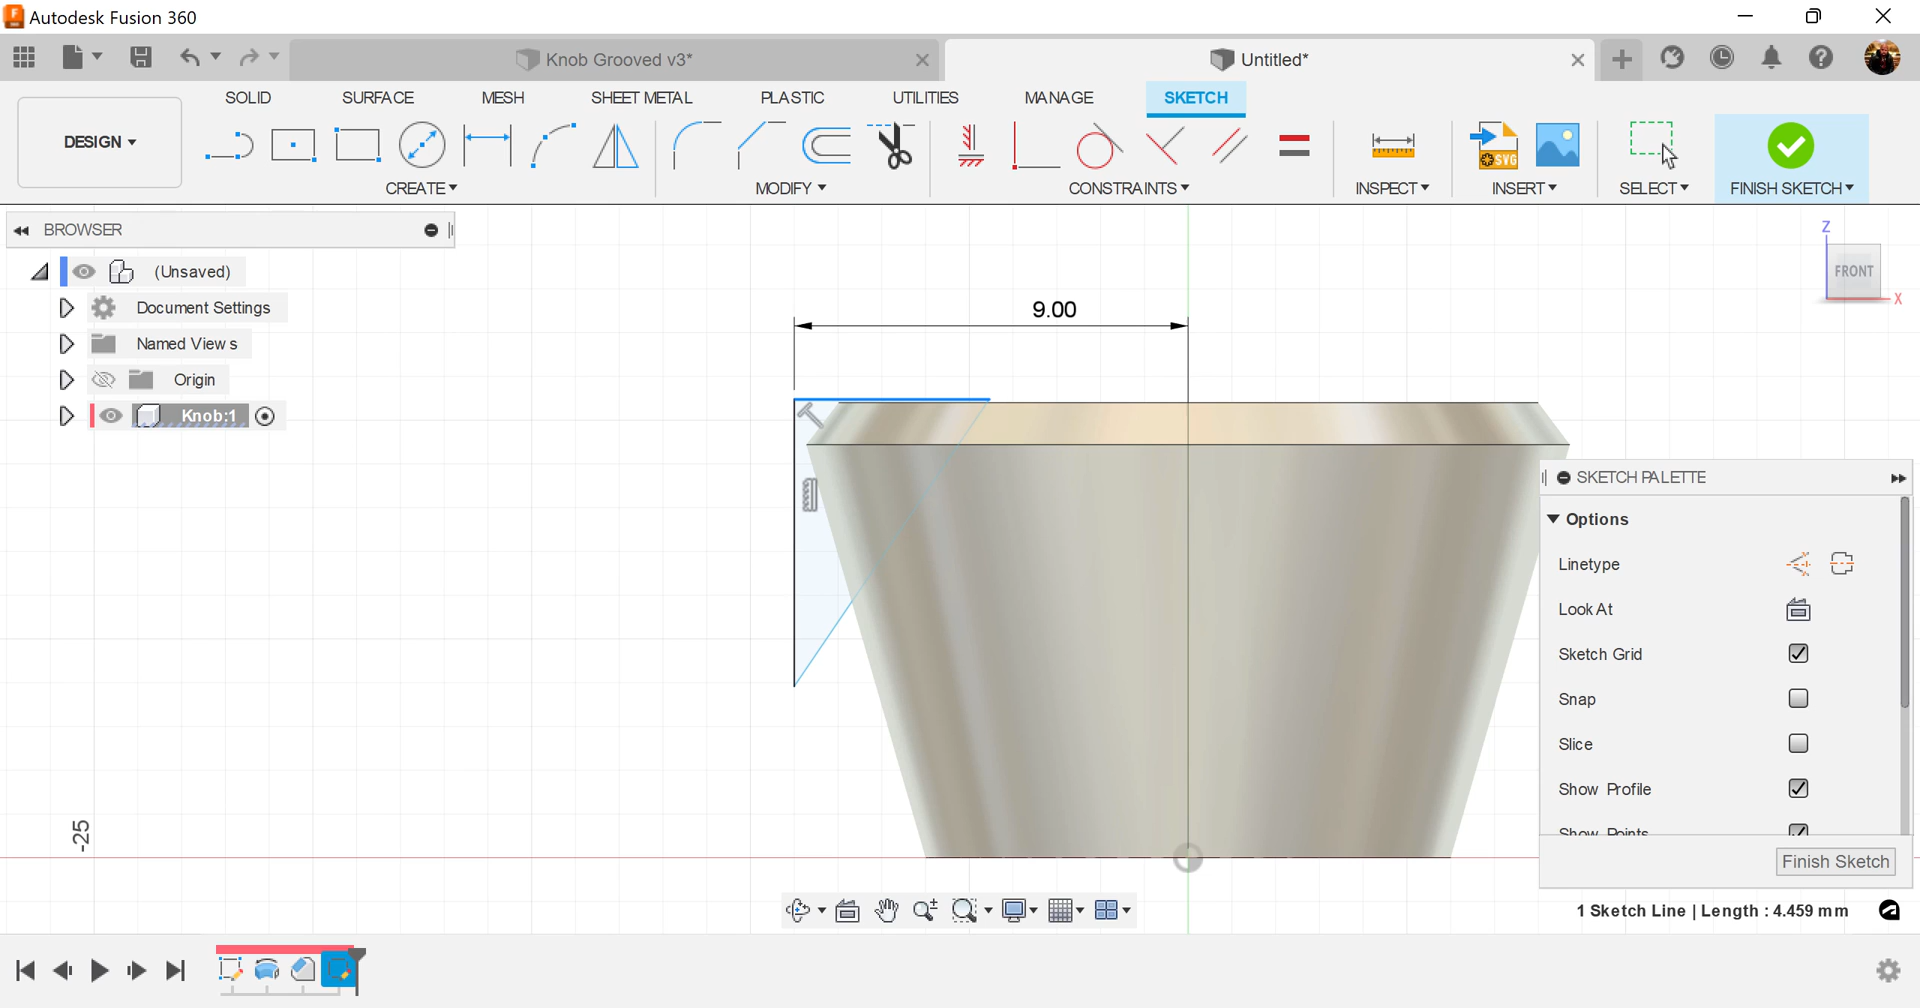 Autodesk Fusion 360
Knob Grooved v3*
Untitled*
DESIGN
SOLID SURFACE MESH SHEET METAL PLASTIC UTILITIES MANAGE SKETCH
SVG
CREATE MODIFY CONSTRAINTS INSPECT INSERT SELECT FINISH SKETCH
BROWSER
(Unsaved)
Document Settings
Named Views
Origin
Knob:1
Z
FRONT
X
9.00
-25
SKETCH PALETTE
Options
Linetype
Look At
Sketch Grid
Snap
Slice
Show Profile
Show Points
Finish Sketch
1 Sketch Line | Length : 4.459 mm